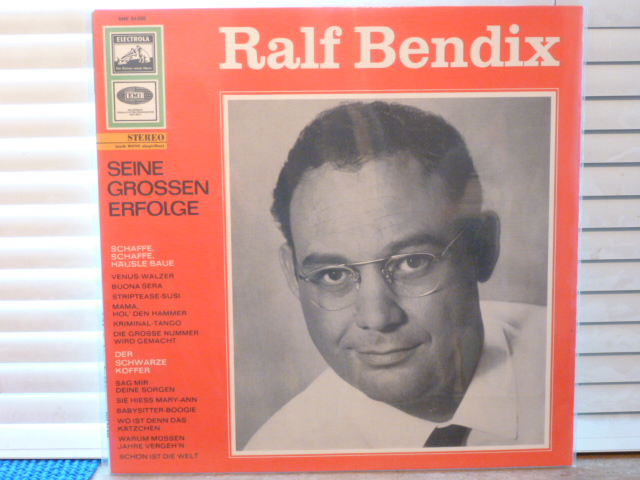 Ralf Bendix
ELECTROLA
EMI
STEREO
SEINE
GROSSEN
ERFOLGE
SCHAFFE,
SCHAFFE,
HÄUSLE BAUE
VENUS-WALZER
BUONA SERA
STRIPTEASE-SUSI
MAMA,
HOL' DEN HAMMER
KRIMINAL-TANGO
DIE GROSSE NUMMER
WIRD GEMACHT
DER
SCHWARZE
KOFFER
SAG MIR
DEINE SORGEN
SIE HIESS MARY-ANN
BABYSITTER-BOOGIE
WO IST DENN DAS
KÄTZCHEN
WARUM MÜSSEN
JAHRE VERGEH'N
SCHÖN IST DIE WELT